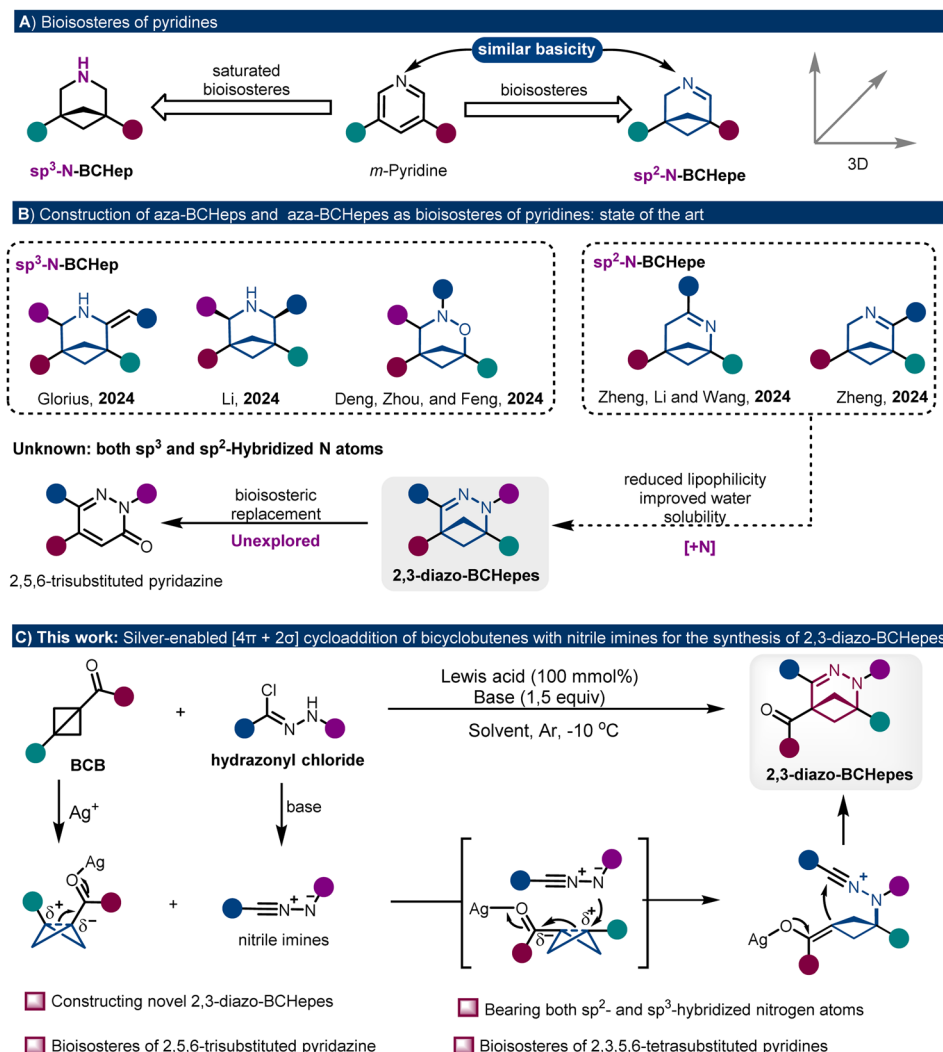 A) Bioisosteres of pyridines
H
N
saturated
bioisosteres
similar basicity
N
bioisosteres
N
3D
sp³-N-BCHep
m-Pyridine
sp²-N-BCHepe
B) Construction of aza-BCHeps and aza-BCHepes as bioisosteres of pyridines: state of the art
sp³-N-BCHep
H
N
H
N
N
O
Glorius, 2024
Li, 2024
Deng, Zhou, and Feng, 2024
sp²-N-BCHepe
N
N
Zheng, Li and Wang, 2024
Zheng, 2024
Unknown: both sp³ and sp²-Hybridized N atoms
N
N
O
2,5,6-trisubstituted pyridazine
bioisosteric
replacement
Unexplored
N
N
2,3-diazo-BCHepes
reduced lipophilicity
improved water
solubility
[+N]
C) This work: Silver-enabled [4π + 2σ] cycloaddition of bicyclobutenes with nitrile imines for the synthesis of 2,3-diazo-BCHepes
O
BCB
+
Cl
H
N
N
hydrazonyl chloride
Lewis acid (100 mmol%)
Base (1,5 equiv)
Solvent, Ar, -10 °C
N
N
O
2,3-diazo-BCHepes
Ag⁺
base
Ag
O
δ⁺
δ⁻
+
+
−
N
N
nitrile imines
+
−
N
N
Ag
O
δ⁺
δ⁻
N
+
N
Ag
O
Constructing novel 2,3-diazo-BCHepes
Bearing both sp²- and sp³-hybridized nitrogen atoms
Bioisosteres of 2,5,6-trisubstituted pyridazine
Bioisosteres of 2,3,5,6-tetrasubstituted pyridines